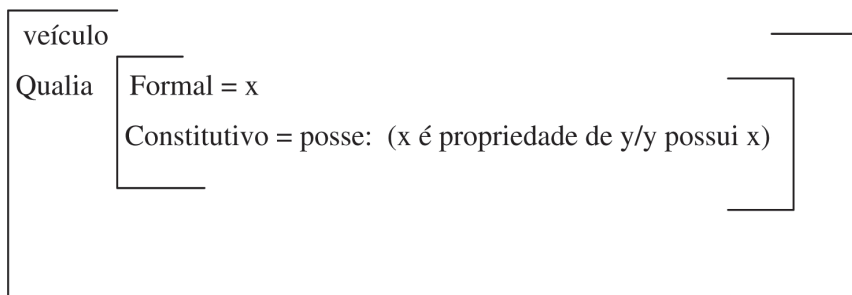 veículo
Qualia Formal = x
Constitutivo = posse: (x é propriedade de y/y possui x)